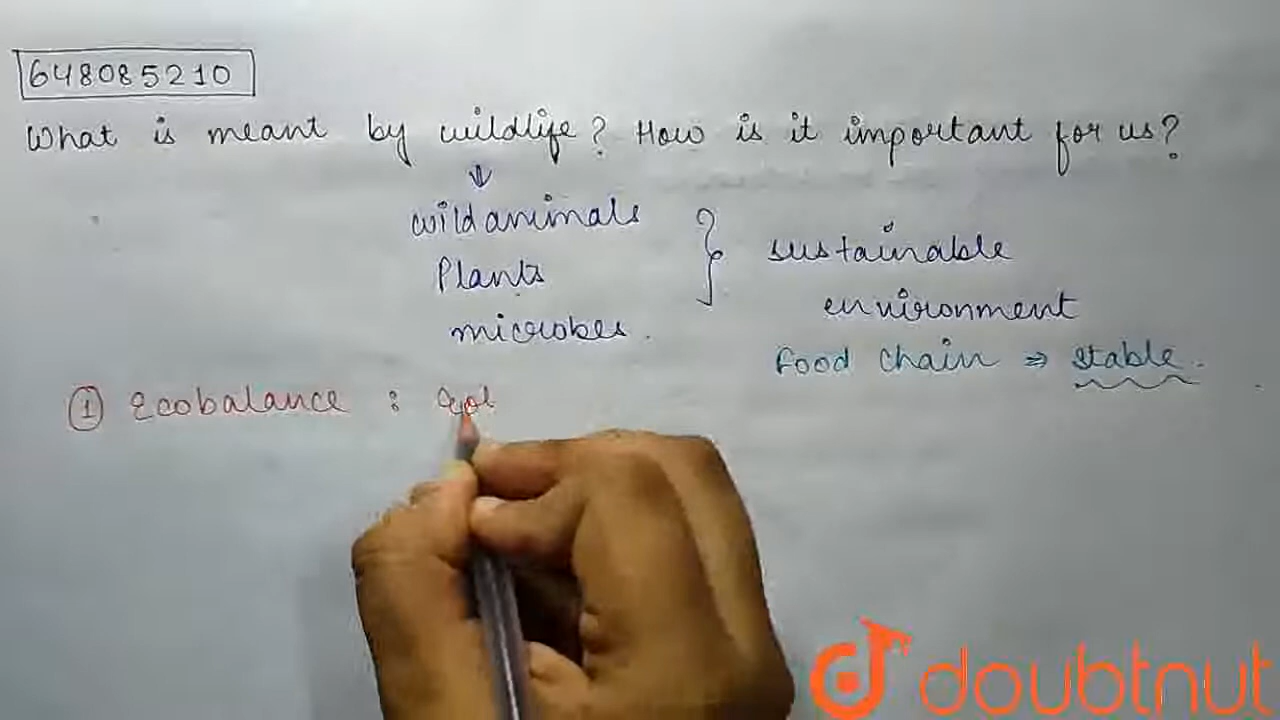 648085210
What is meant by wildlife? How is it important for us?
↓
wild animals
Plants
microbes.
} sustainable
environment
Food chain ⇒ stable.
① Ecobalance :
doubtnut